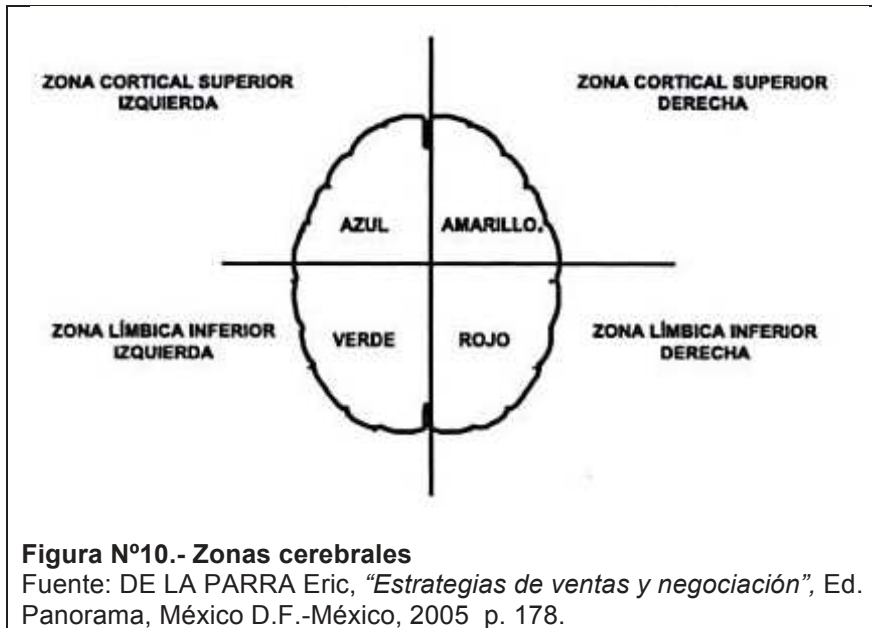 ZONA CORTICAL SUPERIOR
IZQUIERDA
ZONA CORTICAL SUPERIOR
DERECHA
AZUL
AMARILLO.
ZONA LÍMBICA INFERIOR
IZQUIERDA
VERDE
ROJO
ZONA LÍMBICA INFERIOR
DERECHA
Figura Nº10.- Zonas cerebrales
Fuente: DE LA PARRA Eric, “Estrategias de ventas y negociación”, Ed.
Panorama, México D.F.-México, 2005 p. 178.